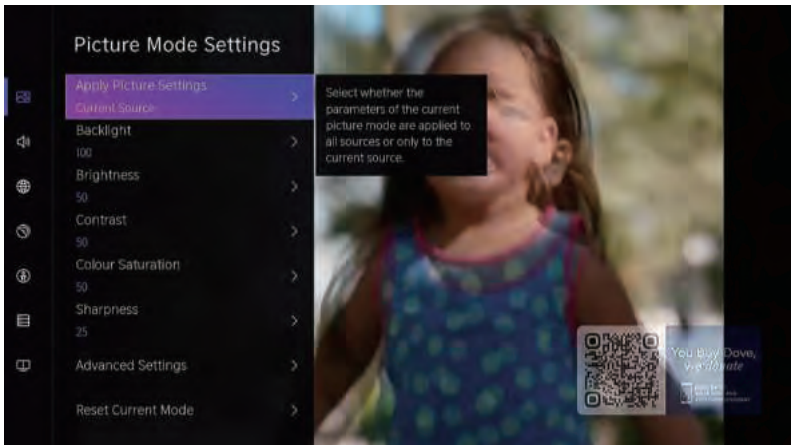 Picture Mode Settings
Apply Picture Settings
Current Source
Select whether the
parameters of the current
picture mode are applied to
all sources or only to the
current source.
Backlight
100
Brightness
50
Contrast
50
Colour Saturation
50
Sharpness
25
Advanced Settings
Reset Current Mode
You Buy Dove,
we donate